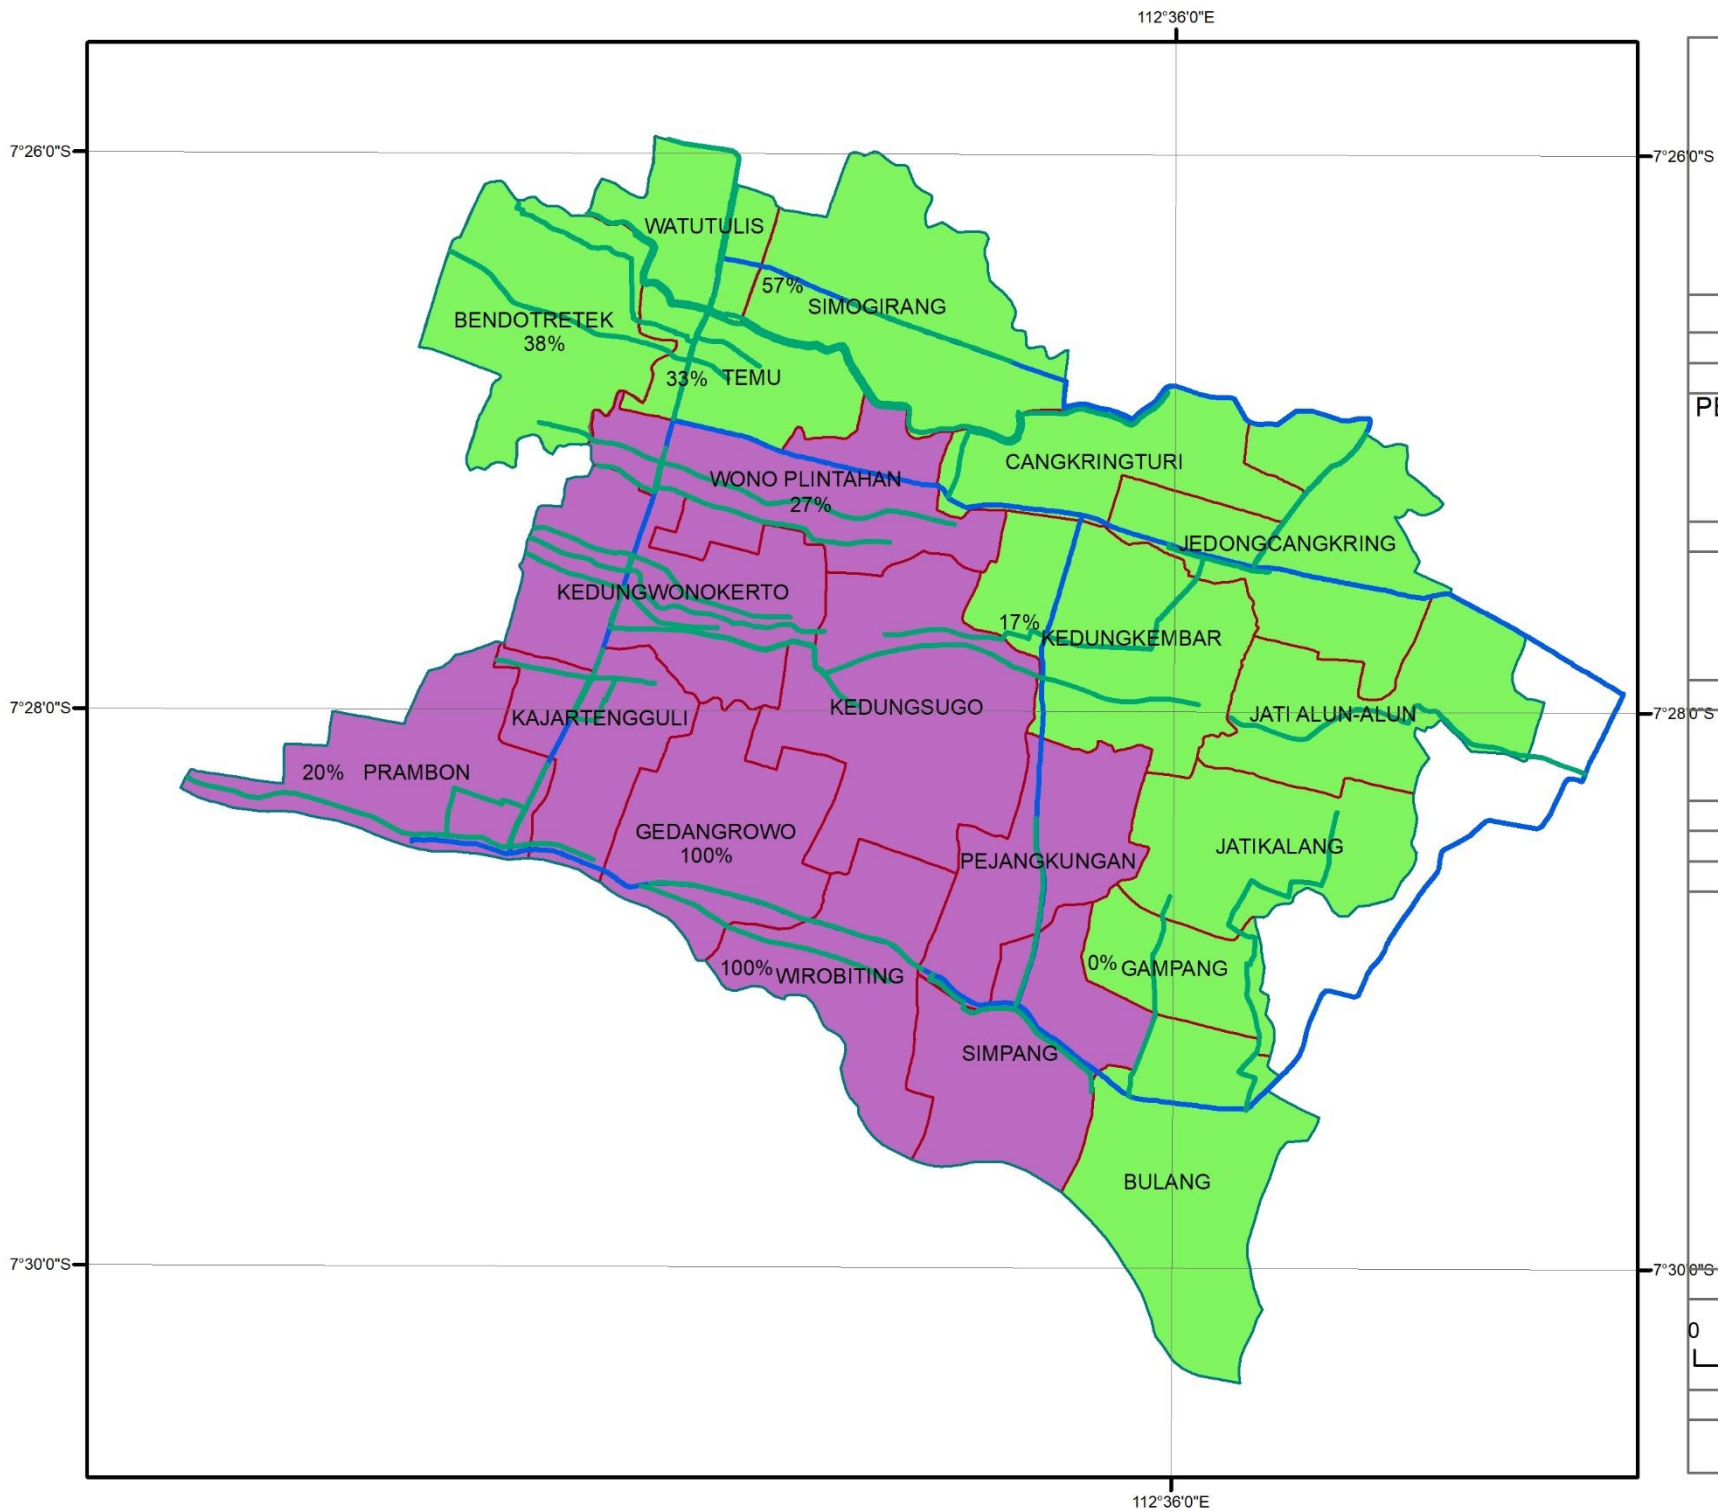 112°36'0"E
7°26'0"S
7°26'0"S
WATUTULIS
57%
SIMOGIRANG
BENDOTRETEK
38%
33% TEMU
PE
CANGKRINGTURI
WONO PLINTAHAN
27%
JEDONGCANGKRING
KEDUNGWONOKERTO
17%
KEDUNGKEMBAR
7°28'0"S
KAJARTENGGULI
KEDUNGSUGO
JATI ALUN-ALUN
7°28'0"S
20% PRAMBON
GEDANGROWO
100%
PEJANGKUNGAN
JATIKALANG
100% WIROBITING
0% GAMPANG
SIMPANG
BULANG
7°30'0"S
7°30'0"S
0
112°36'0"E